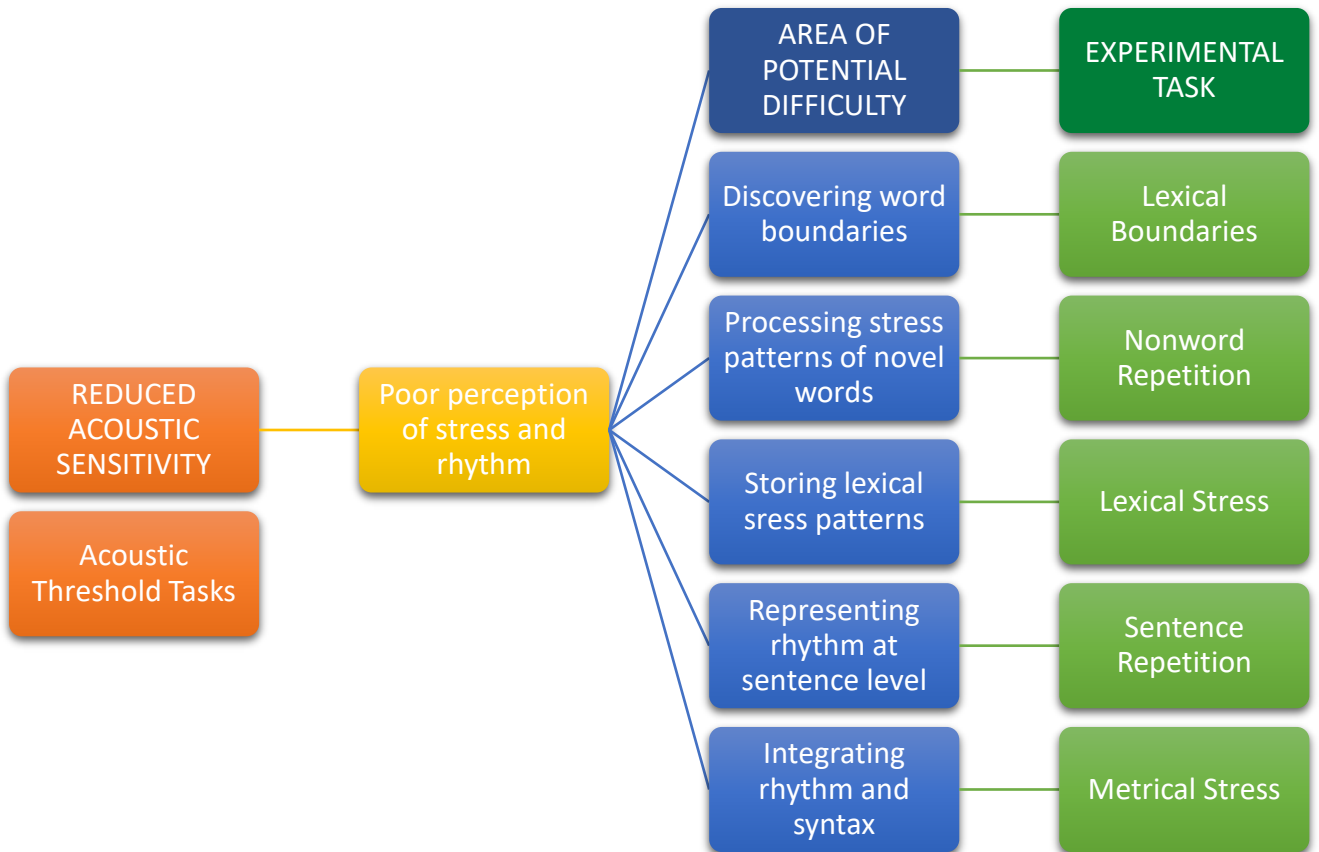 REDUCED
ACOUSTIC
SENSITIVITY
Acoustic
Threshold Tasks
Poor perception
of stress and
rhythm
AREA OF
POTENTIAL
DIFFICULTY
EXPERIMENTAL
TASK
Discovering word
boundaries
Lexical
Boundaries
Processing stress
patterns of novel
words
Nonword
Repetition
Storing lexical
sress patterns
Lexical Stress
Representing
rhythm at
sentence level
Sentence
Repetition
Integrating
rhythm and
syntax
Metrical Stress